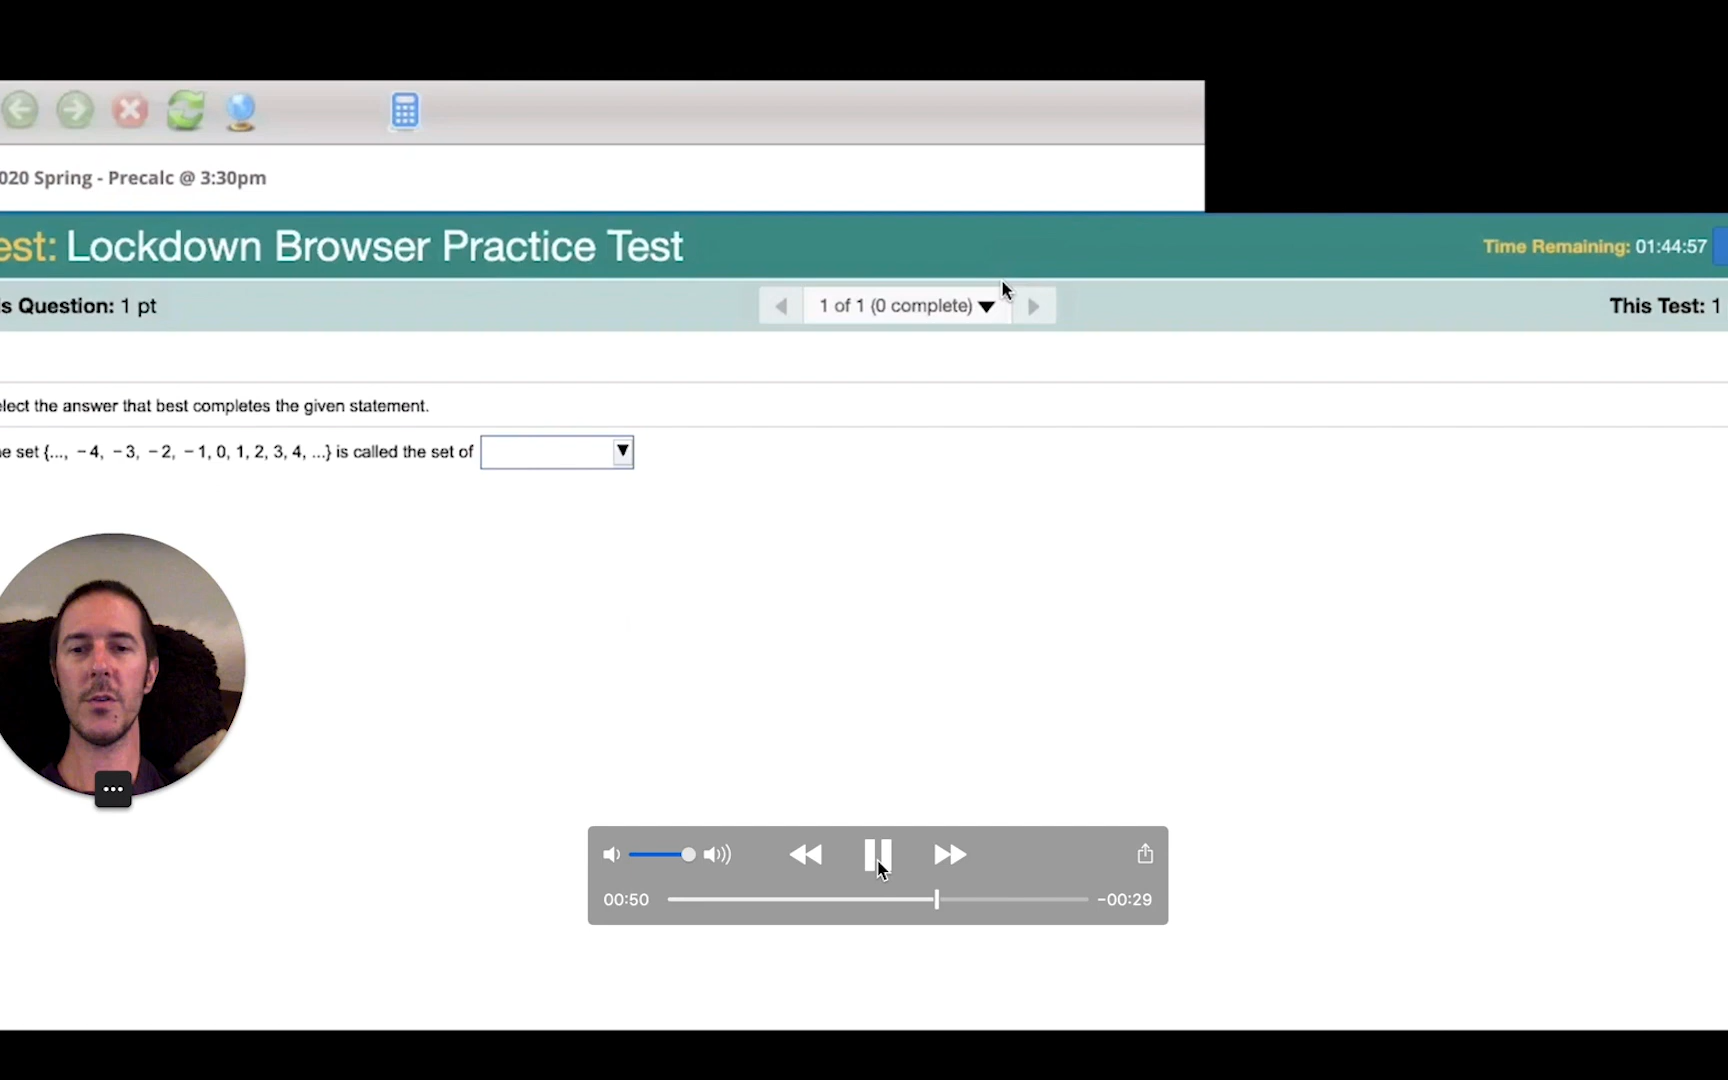 020 Spring - Precalc @ 3:30pm
est: Lockdown Browser Practice Test
Time Remaining: 01:44:57
s Question: 1 pt
1 of 1 (0 complete)
This Test: 1
lect the answer that best completes the given statement.
e set {..., −4, −3, −2, −1, 0, 1, 2, 3, 4, ...} is called the set of
00:50
−00:29